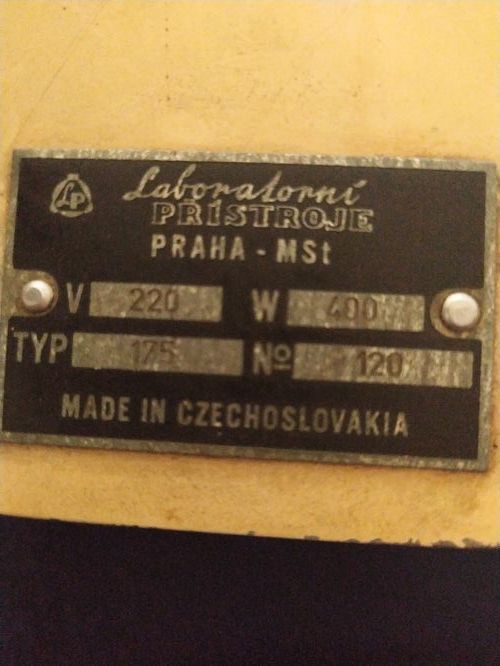 LP
Laboratorní
PŘÍSTROJE
PRAHA - MSt
V 220 W 400
TYP 175 No 120
MADE IN CZECHOSLOVAKIA